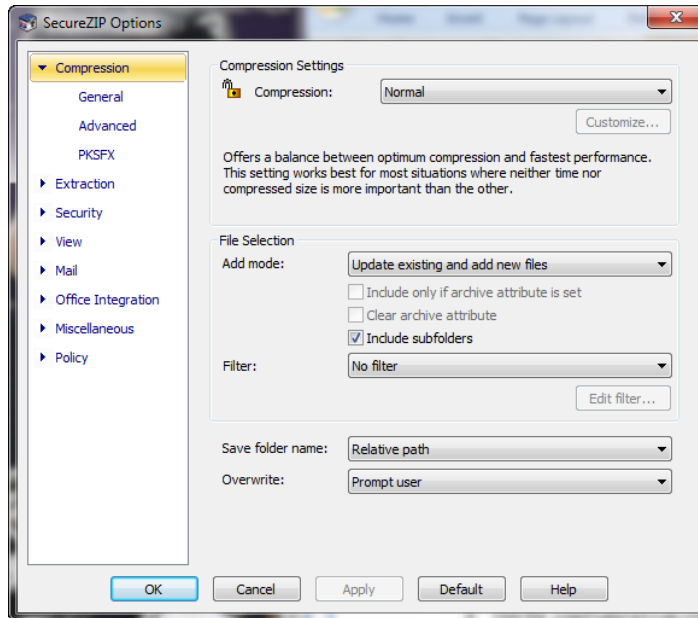 SecureZIP Options
Compression
General
Advanced
PKSFX
Extraction
Security
View
Mail
Office Integration
Miscellaneous
Policy
Compression Settings
Compression: Normal
Customize...
Offers a balance between optimum compression and fastest performance.
This setting works best for most situations where neither time nor
compressed size is more important than the other.
File Selection
Add mode: Update existing and add new files
Include only if archive attribute is set
Clear archive attribute
Include subfolders
Filter: No filter
Edit filter...
Save folder name: Relative path
Overwrite: Prompt user
OK Cancel Apply Default Help